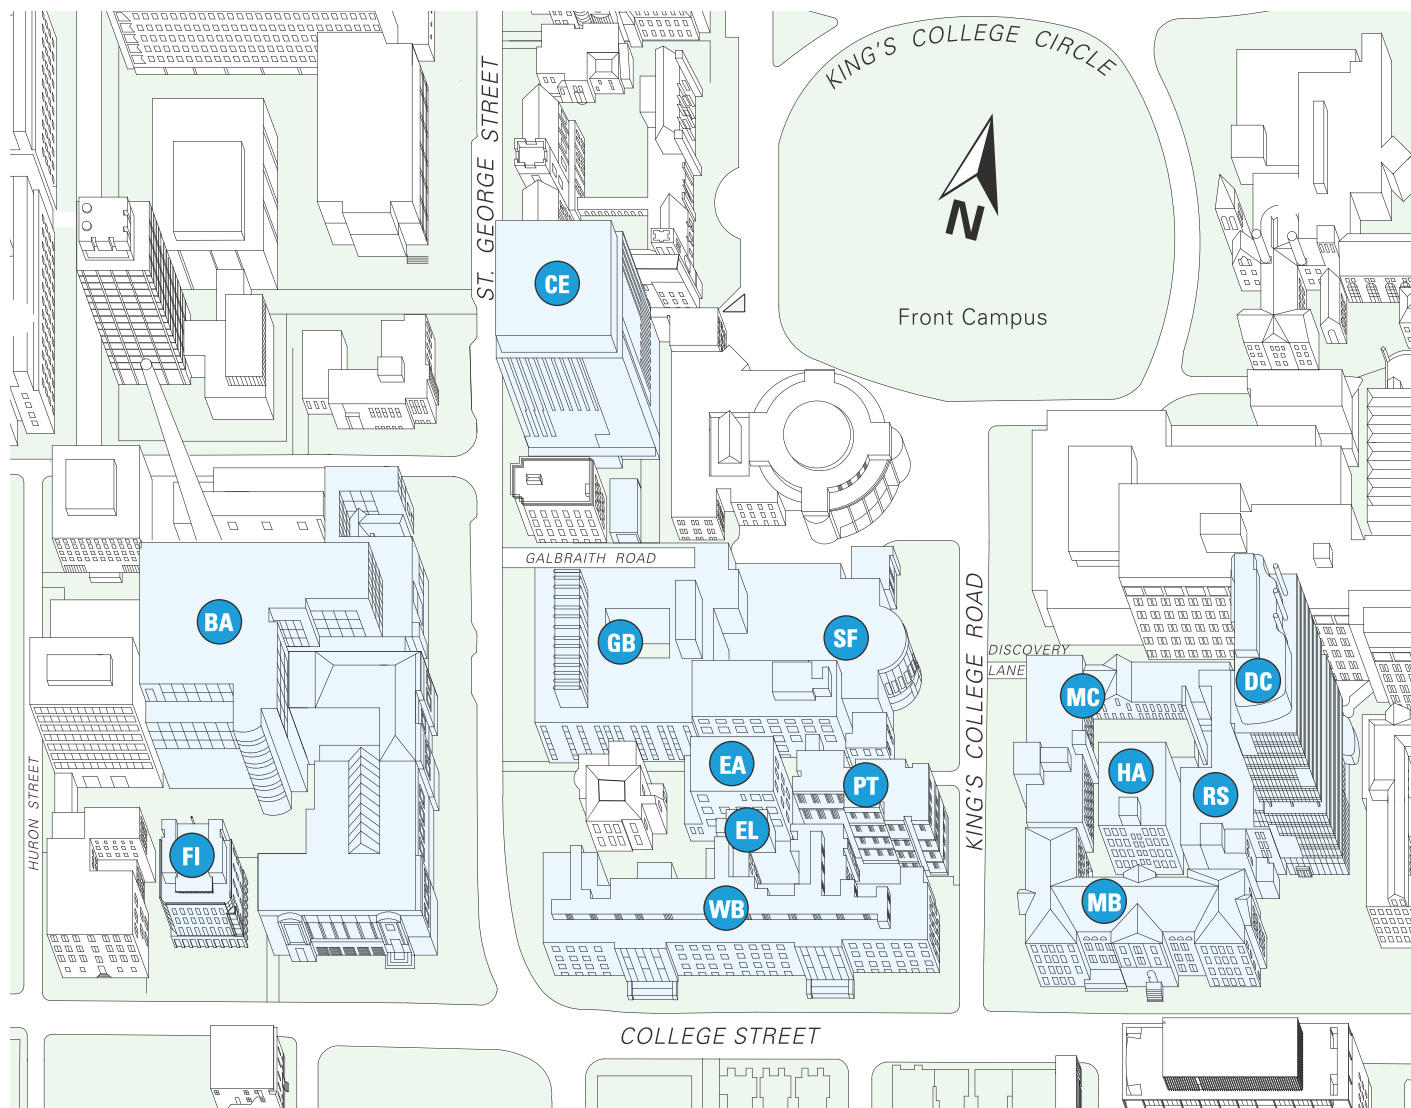 KING'S COLLEGE CIRCLE
ST. GEORGE STREET
N
CE
Front Campus
GALBRAITH ROAD
BA
GB
SF
KING'S COLLEGE ROAD
DISCOVERY
LANE
MC
DC
HURON STREET
EA
PT
HA
RS
EL
FI
WB
MB
COLLEGE STREET